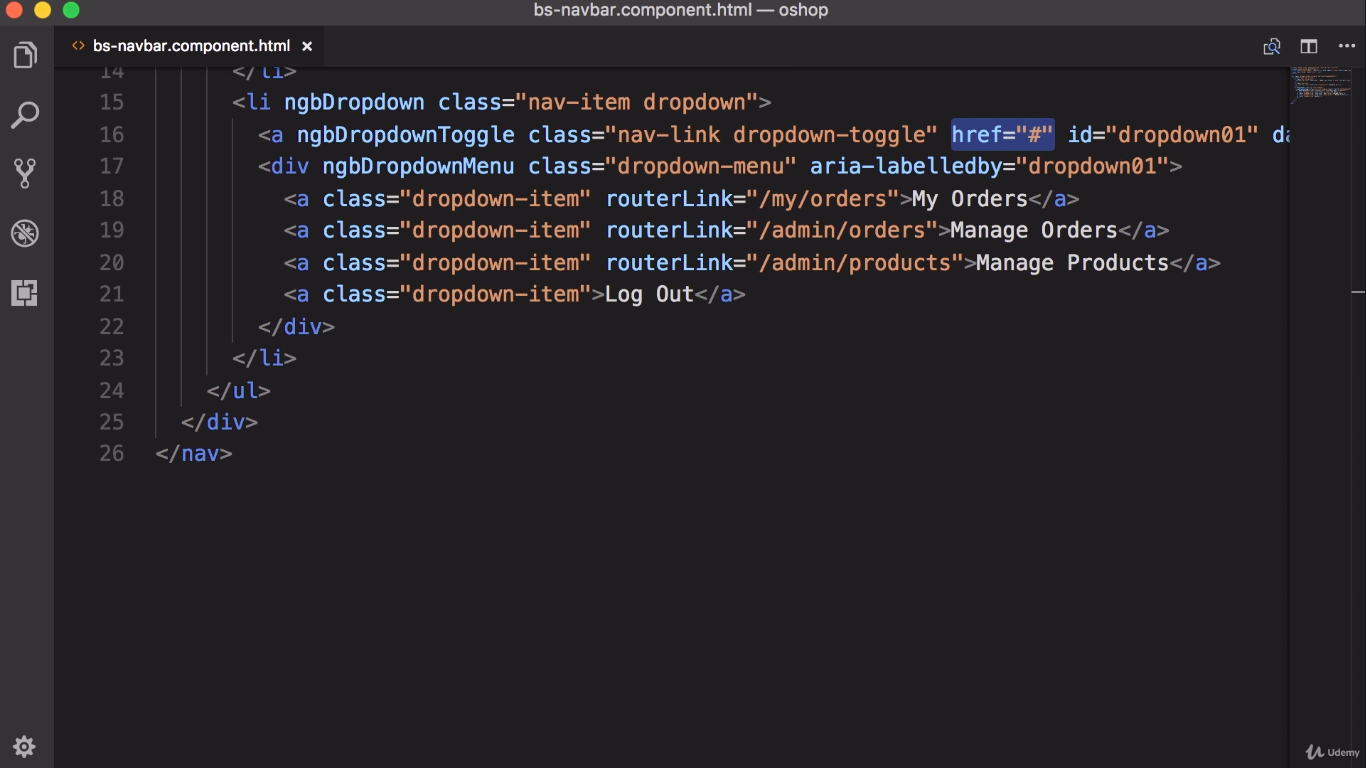 bs-navbar.component.html — oshop
<> bs-navbar.component.html ×
14 </li>
15 <li ngbDropdown class="nav-item dropdown">
16 <a ngbDropdownToggle class="nav-link dropdown-toggle" href="#" id="dropdown01" da
17 <div ngbDropdownMenu class="dropdown-menu" aria-labelledby="dropdown01">
18 <a class="dropdown-item" routerLink="/my/orders">My Orders</a>
19 <a class="dropdown-item" routerLink="/admin/orders">Manage Orders</a>
20 <a class="dropdown-item" routerLink="/admin/products">Manage Products</a>
21 <a class="dropdown-item">Log Out</a>
22 </div>
23 </li>
24 </ul>
25 </div>
26 </nav>
Udemy